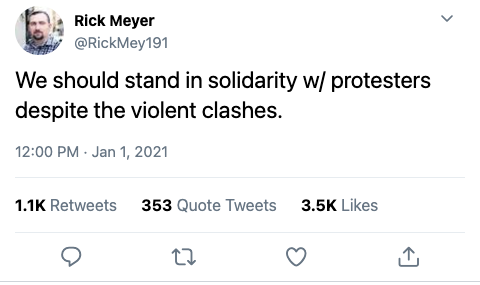 Rick Meyer
@RickMey191
We should stand in solidarity w/ protesters
despite the violent clashes.
12:00 PM · Jan 1, 2021
1.1K Retweets 353 Quote Tweets 3.5K Likes